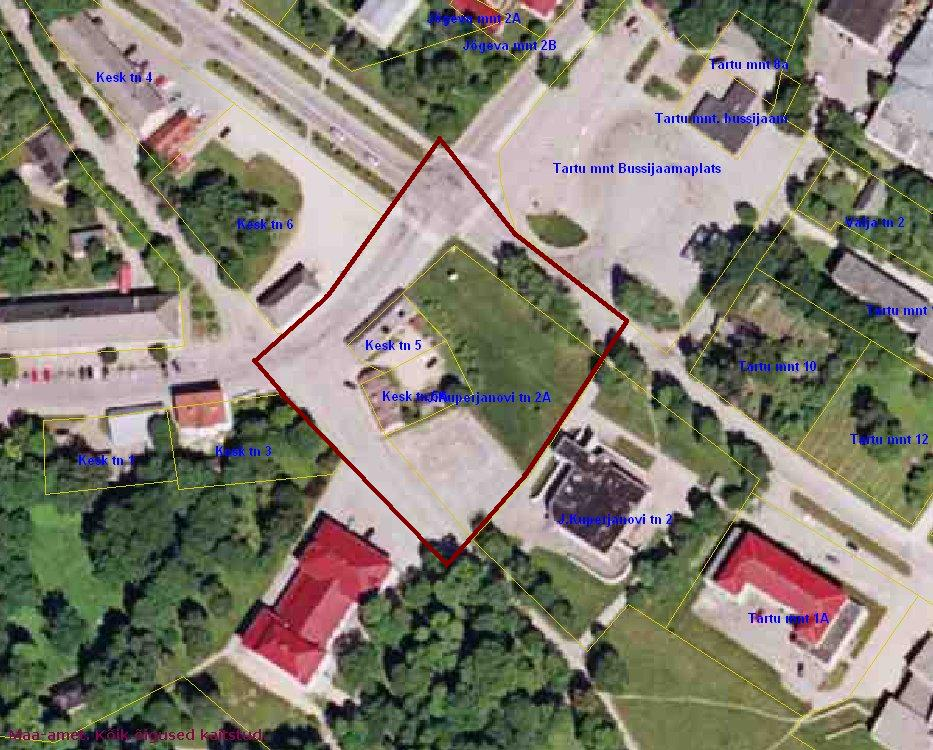 Jõgeva mnt 2A
Jõgeva mnt 2B
Tartu mnt 8a
Kesk tn 4
Tartu mnt. bussijaam
Tartu mnt Bussijaamaplats
Kesk tn 6
Välja tn 2
Tartu mnt
Kesk tn 5
Tartu mnt 10
Kesk tn
J.Kuperjanovi tn 2A
Tartu mnt 12
Kesk tn 3
Kesk tn 1
J.Kuperjanovi tn 2
Tartu mnt 1A
Maa-amet. Kõik õigused kaitstud.